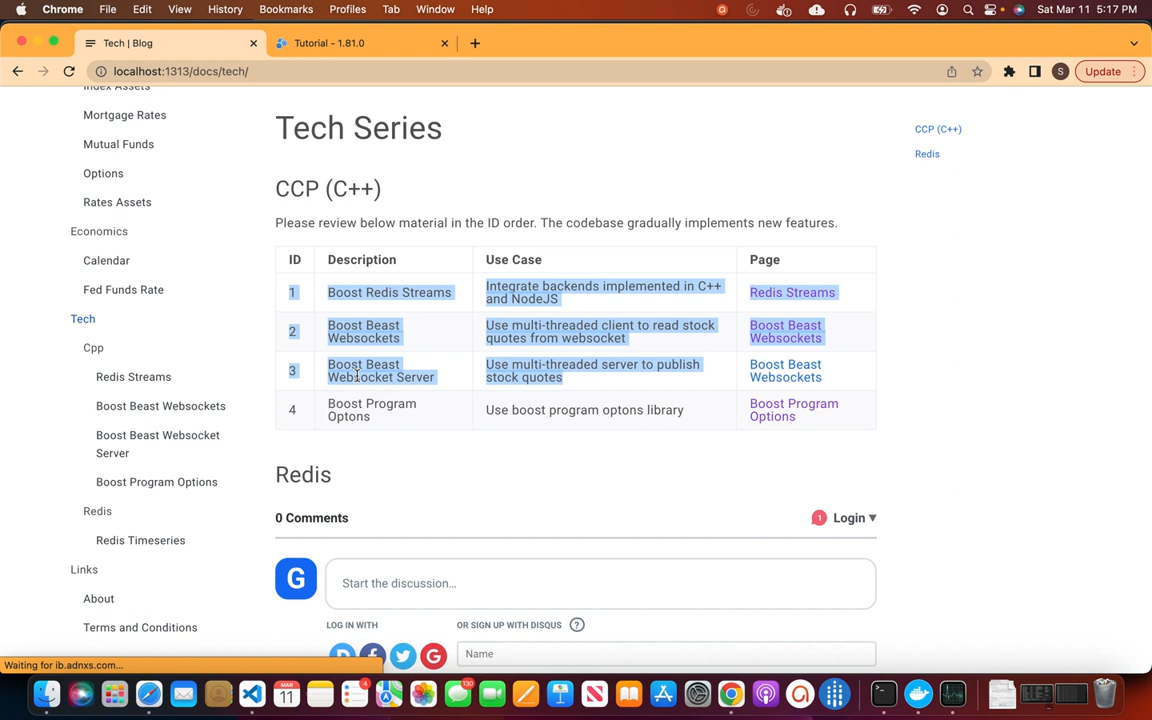 Chrome File Edit View History Bookmarks Profiles Tab Window Help Sat Mar 11 5:17 PM
Tech | Blog
Tutorial - 1.81.0
localhost:1313/docs/tech/
S
Update
Index Assets
Mortgage Rates
Mutual Funds
Options
Rates Assets
Economics
Calendar
Fed Funds Rate
Tech
Cpp
Redis Streams
Boost Beast Websockets
Boost Beast Websocket
Server
Boost Program Options
Redis
Redis Timeseries
Links
About
Terms and Conditions
Tech Series
CCP (C++)
Please review below material in the ID order. The codebase gradually implements new features.
ID Description Use Case Page
1 Boost Redis Streams Integrate backends implemented in C++
and NodeJS Redis Streams
2 Boost Beast
Websockets Use multi-threaded client to read stock
quotes from websocket Boost Beast
Websockets
3 Boost Beast
Websocket Server Use multi-threaded server to publish
stock quotes Boost Beast
Websockets
4 Boost Program
Optons Use boost program optons library Boost Program
Options
Redis
0 Comments
1 Login
G
Start the discussion...
LOG IN WITH
OR SIGN UP WITH DISQUS ?
Name
CCP (C++)
Redis
Waiting for ib.adnxs.com...
MAR
11
4
130